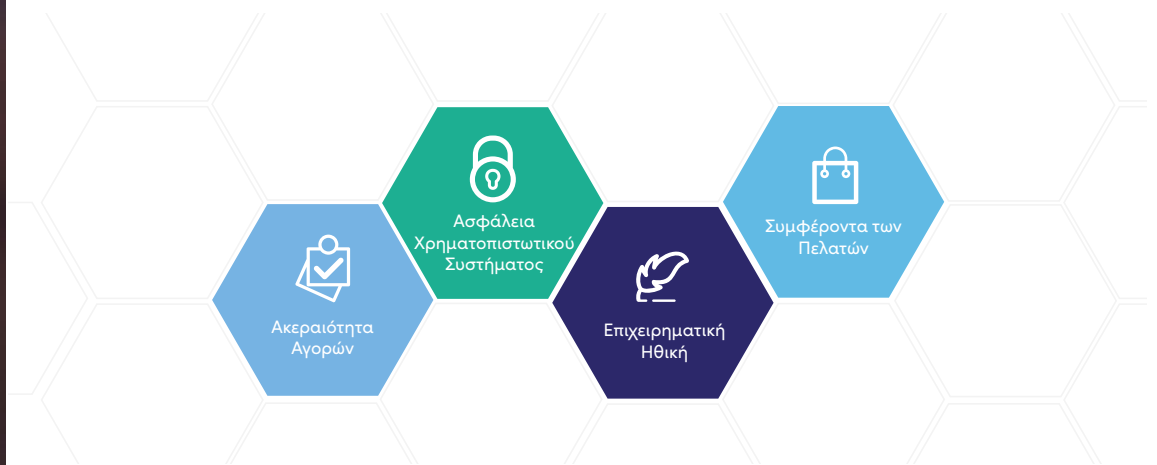 Ακεραιότητα
Αγορών
Ασφάλεια
Χρηματοπιστωτικού
Συστήματος
Επιχειρηματική
Ηθική
Συμφέροντα των
Πελατών